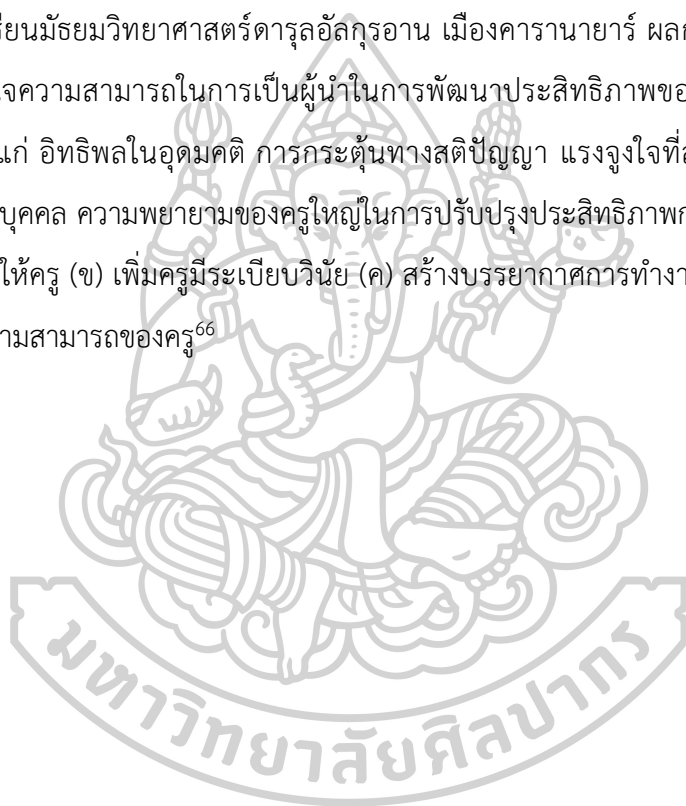 รียนมัธยมวิทยาศาสตร์ดารุลอัลกุรอาน เมืองคารานายาร์ ผล
จความสามารถในการเป็นผู้นำในการพัฒนาประสิทธิภาพขอ
แก่ อิทธิพลในอุดมคติ การกระตุ้นทางสติปัญญา แรงจูงใจที่
บุคคล ความพยายามของครูใหญ่ในการปรับปรุงประสิทธิภาพ
ให้ครู (ข) เพิ่มครูมีระเบียบวินัย (ค) สร้างบรรยากาศการทำงา
ามสามารถของครู66
มหาวิทยาลัยศิลปากร